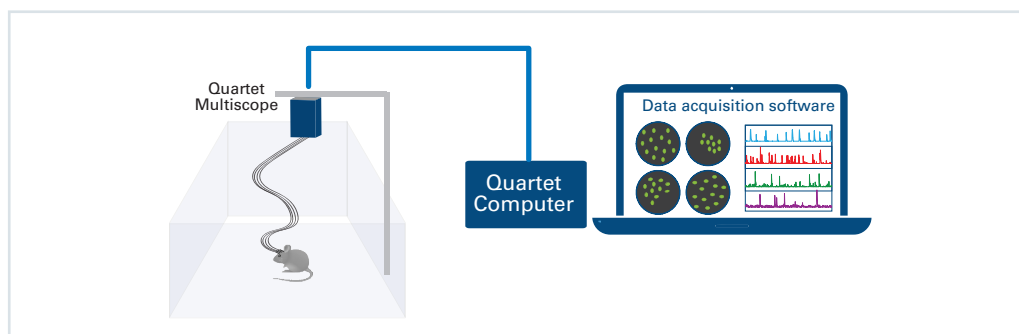 Quartet
Multiscope
Data acquisition software
Quartet
Computer